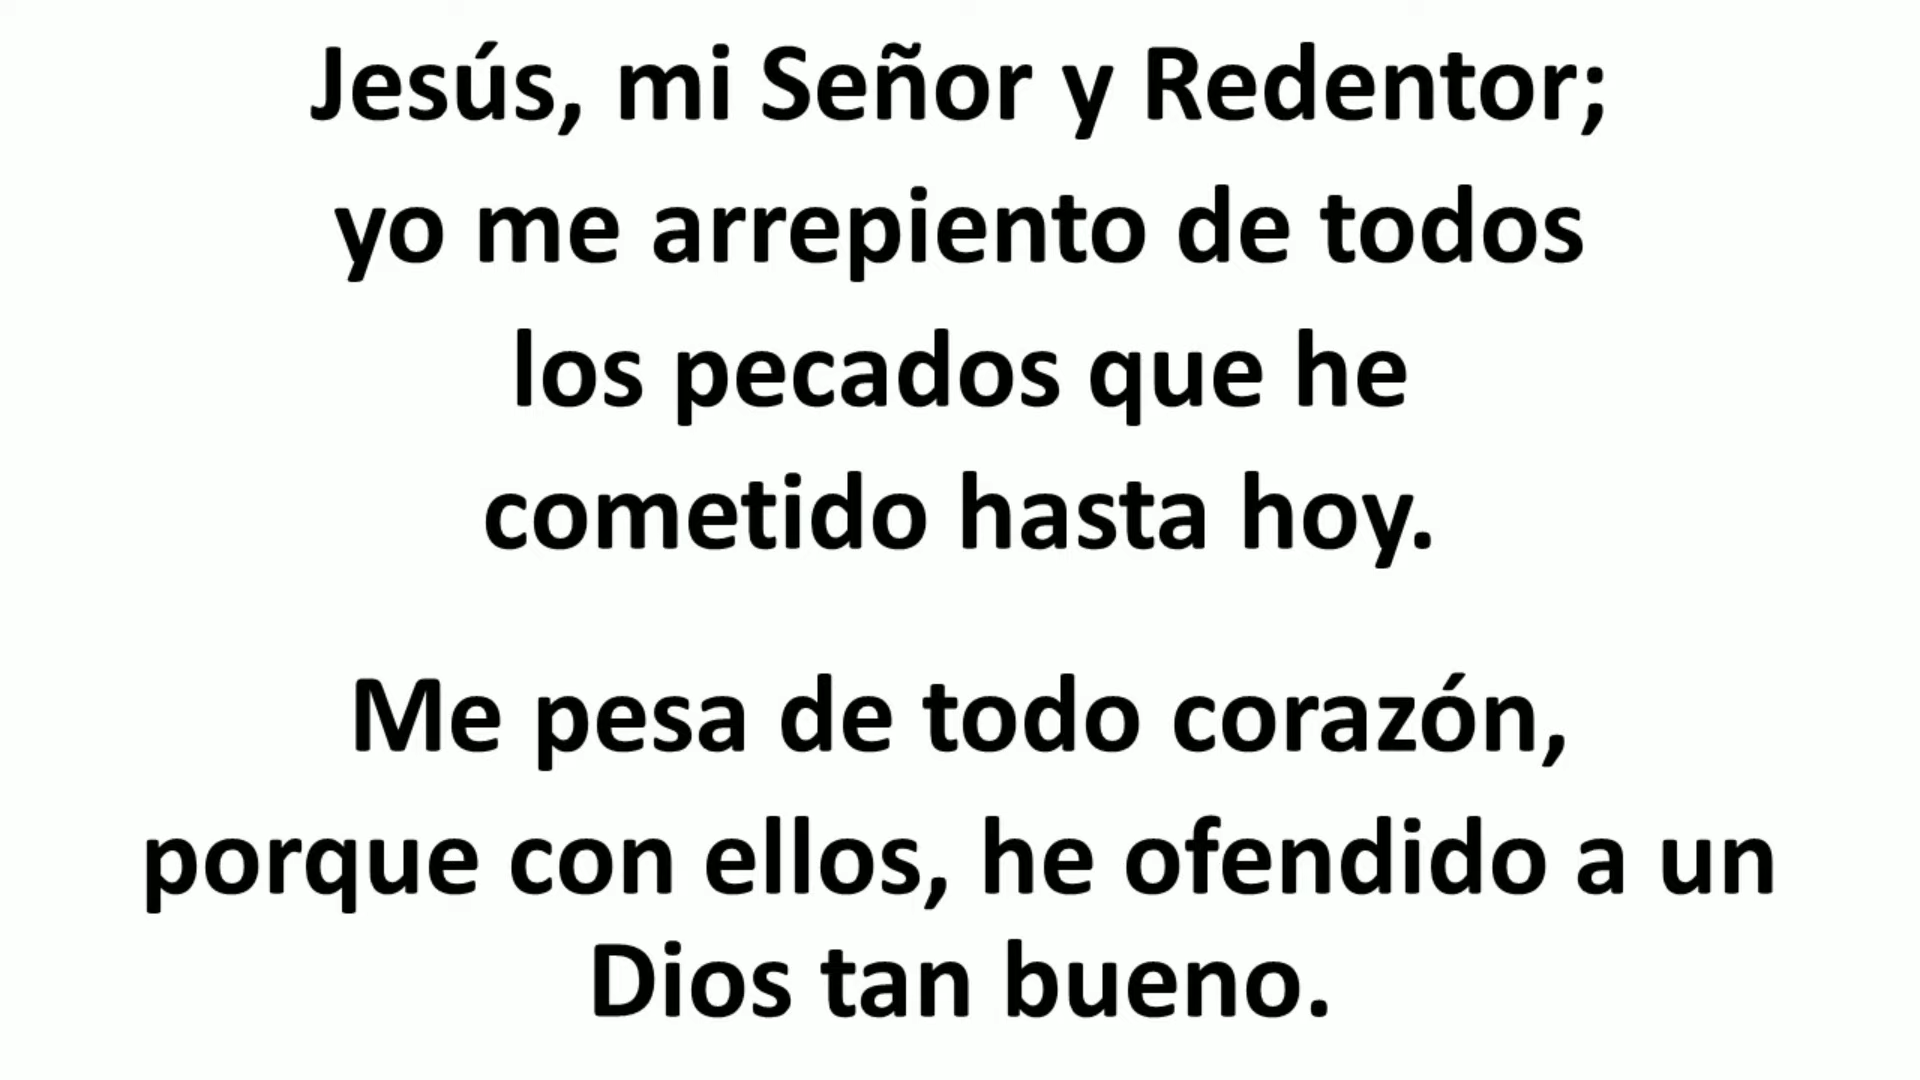 Jesús, mi Señor y Redentor;
yo me arrepiento de todos
los pecados que he
cometido hasta hoy.
Me pesa de todo corazón,
porque con ellos, he ofendido a un
Dios tan bueno.